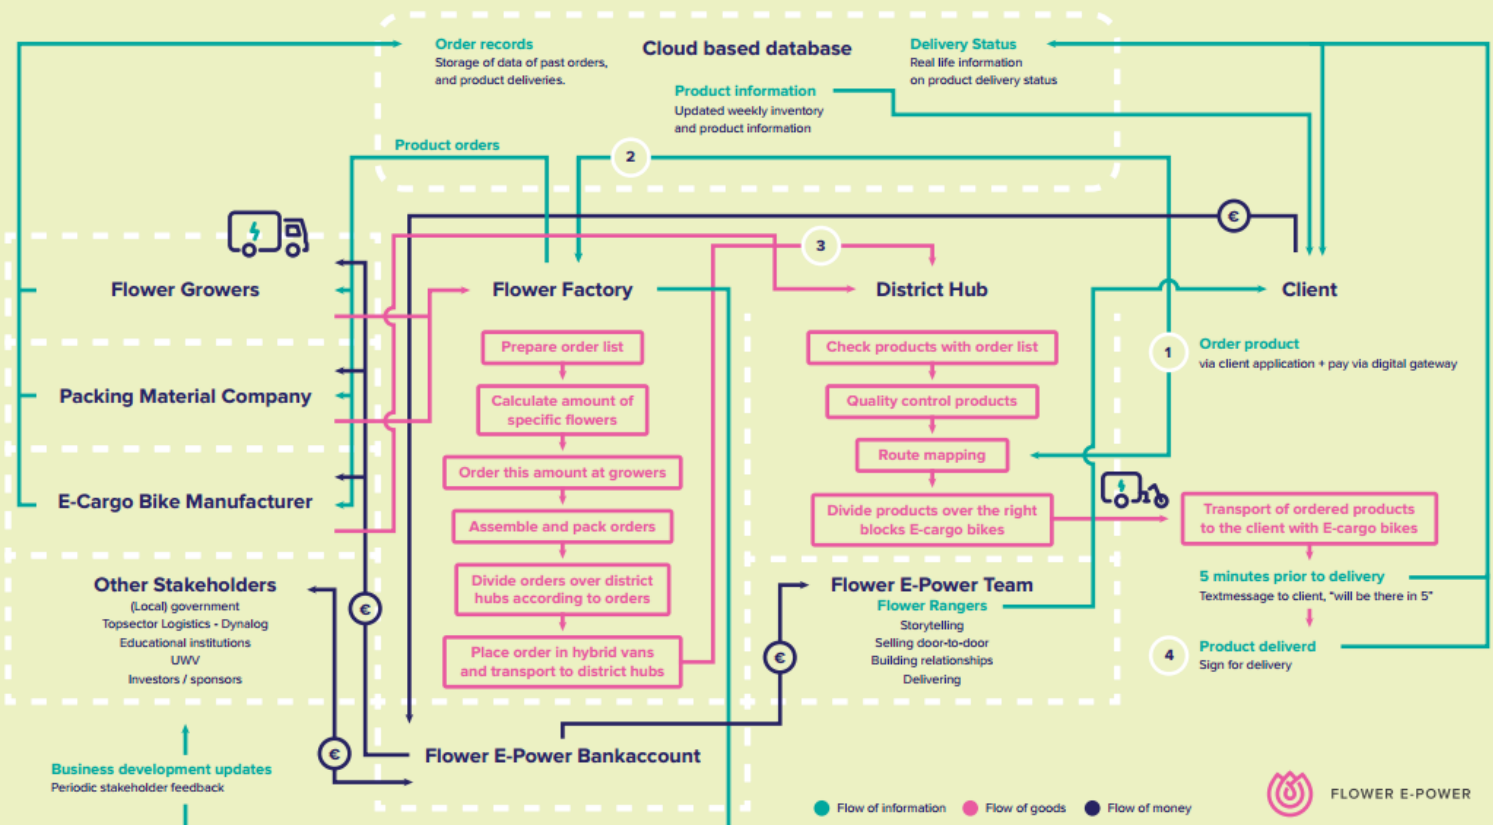 Cloud based database
Order records
Storage of data of past orders,
and product deliveries.
Product information
Updated weekly inventory
and product information
Delivery Status
Real life information
on product delivery status
Product orders
2
€
3
Flower Growers
Packing Material Company
E-Cargo Bike Manufacturer
Other Stakeholders
(Local) government
Topsector Logistics - Dynalog
Educational institutions
UWV
Investors / sponsors
€
€
Business development updates
Periodic stakeholder feedback
Flower Factory
Prepare order list
Calculate amount of
specific flowers
Order this amount at growers
Assemble and pack orders
Divide orders over district
hubs according to orders
Place order in hybrid vans
and transport to district hubs
Flower E-Power Bankaccount
€
District Hub
Check products with order list
Quality control products
Route mapping
Divide products over the right
blocks E-cargo bikes
Flower E-Power Team
Flower Rangers
Storytelling
Selling door-to-door
Building relationships
Delivering
Client
1
Order product
via client application + pay via digital gateway
Transport of ordered products
to the client with E-cargo bikes
5 minutes prior to delivery
Textmessage to client, "will be there in 5"
4
Product deliverd
Sign for delivery
Flow of information
Flow of goods
Flow of money
FLOWER E-POWER